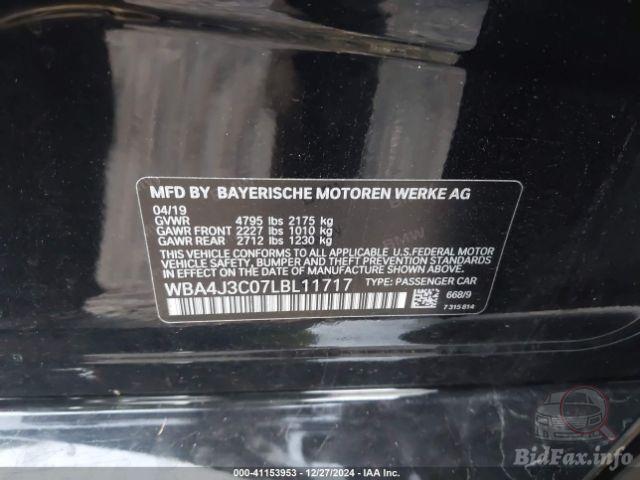 MFD BY BAYERISCHE MOTOREN WERKE AG
04/19
GVWR 4795 lbs 2175 kg
GAWR FRONT 2227 lbs 1010 kg
GAWR REAR 2712 lbs 1230 kg
THIS VEHICLE CONFORMS TO ALL APPLICABLE U.S.FEDERAL MOTOR
VEHICLE SAFETY, BUMPER AND THEFT PREVENTION STANDARDS IN
EFFECT ON THE DATE OF MANUFACTURE SHOWN ABOVE.
WBA4J3C07LBL11717 TYPE: PASSENGER CAR
668/9
7 315 814
BidFax.info
00-41153953 - 12/27/2024 - IAA Inc.